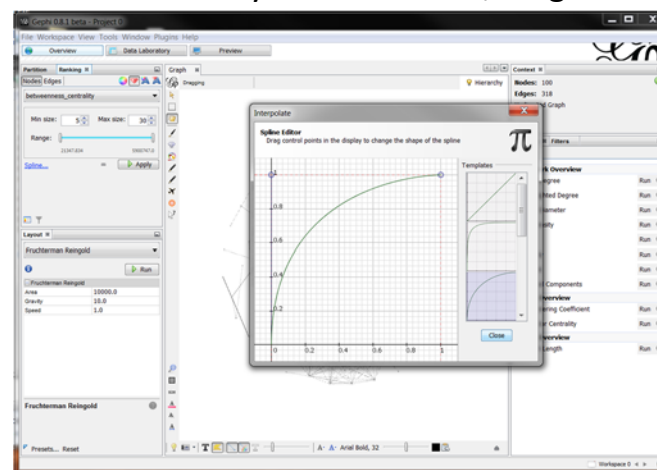 Gephi 0.8.1 beta - Project 0
File Workspace View Tools Window Plugins Help
Overview
Data Laboratory
Preview
Partition Ranking
Nodes Edges
betweenness_centrality
Min size: 5 Max size: 30
Range:
Spline... Apply
Layout
Fruchterman Reingold
Run
Fruchterman Reingold
Area 10000.0
Gravity 10.0
Speed 1.0
Fruchterman Reingold
Presets... Reset
Graph
Dragging
Hierarchy
Interpolate
Spline Editor
Drag control points in the display to change the shape of the spline
π
Templates
1
0.8
0.6
0.4
0.2
0 0.2 0.4 0.6 0.8 1
Close
T
A- A- Arial Bold, 32
Context
Nodes: 100
Edges: 318
Graph
Filters
Overview
Degree Run
Degree Run
Run
Run
Run
Run
Components Run
Coefficient Run
Centrality Run
Length Run
Workspace 0